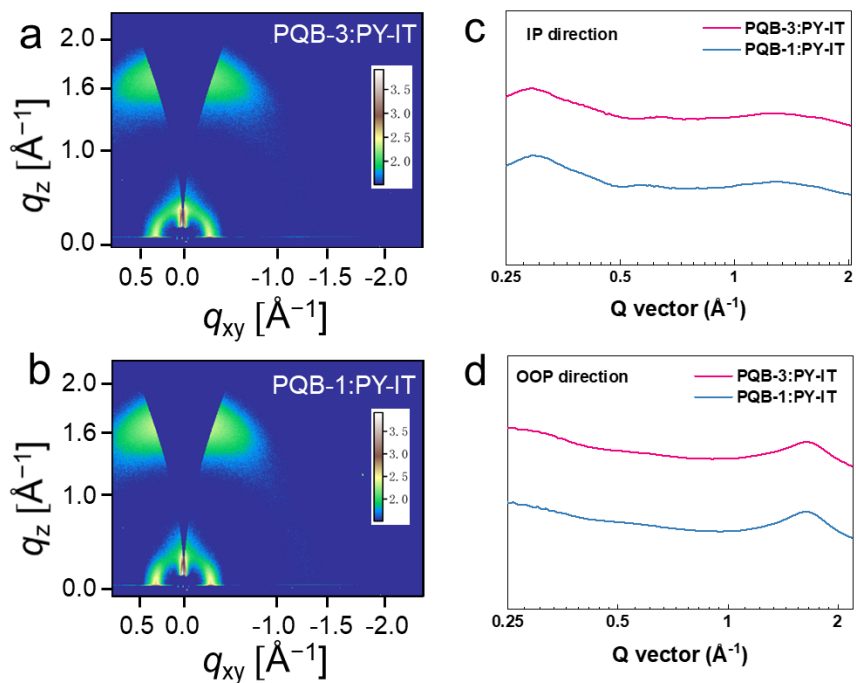 a
PQB-3:PY-IT
2.0
1.6
1.0
0.0
qz [Å⁻¹]
3.5
3.0
2.5
2.0
0.5 0.0 -1.0 -1.5 -2.0
qxy [Å⁻¹]
b
PQB-1:PY-IT
2.0
1.6
1.0
0.0
qz [Å⁻¹]
3.5
3.0
2.5
2.0
0.5 0.0 -1.0 -1.5 -2.0
qxy [Å⁻¹]
c
IP direction
PQB-3:PY-IT
PQB-1:PY-IT
0.25 0.5 1 2
Q vector (Å⁻¹)
d
OOP direction
PQB-3:PY-IT
PQB-1:PY-IT
0.25 0.5 1 2
Q vector (Å⁻¹)